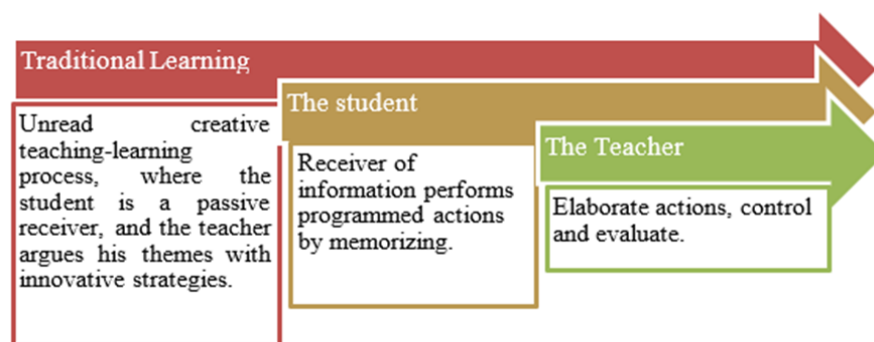 Traditional Learning
Unread creative
teaching-learning
process, where the
student is a passive
receiver, and the teacher
argues his themes with
innovative strategies.
The student
Receiver of
information performs
programmed actions
by memorizing.
The Teacher
Elaborate actions, control
and evaluate.